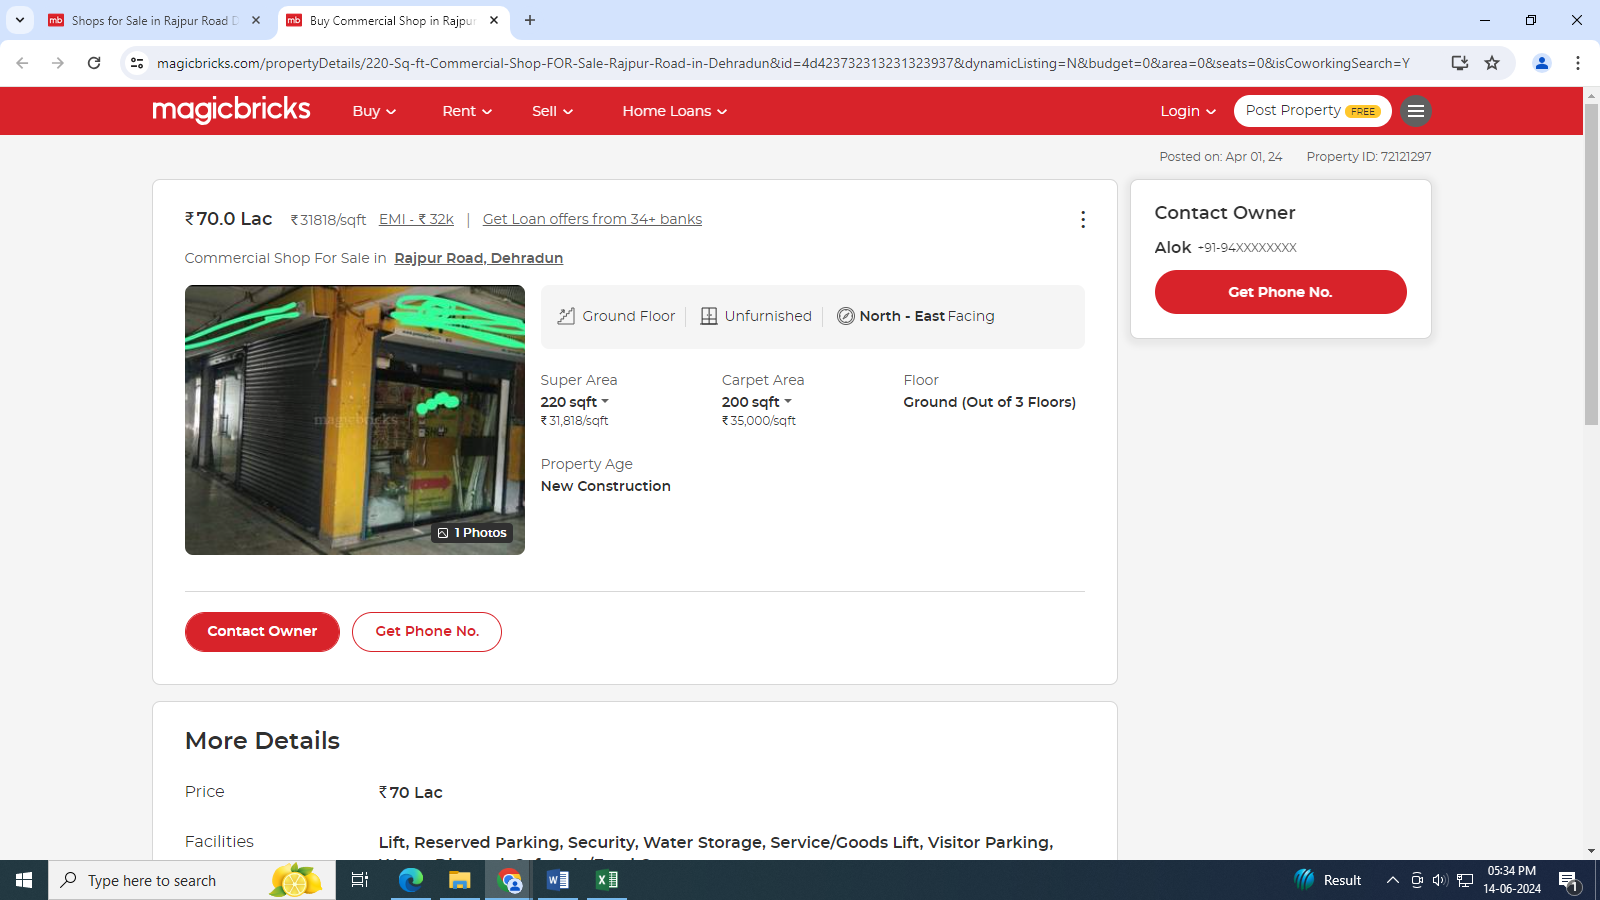 Shops for Sale in Rajpur Road D
Buy Commercial Shop in Rajpur
magicbricks.com/propertyDetails/220-Sq-ft-Commercial-Shop-FOR-Sale-Rajpur-Road-in-Dehradun&id=4d423732313231323937&dynamicListing=N&budget=0&area=0&seats=0&isCoworkingSearch=Y
magicbricks
Buy
Rent
Sell
Home Loans
Login
Post Property FREE
Posted on: Apr 01, 24
Property ID: 72121297
₹70.0 Lac ₹31818/sqft EMI - ₹ 32k | Get Loan offers from 34+ banks
Commercial Shop For Sale in Rajpur Road, Dehradun
magicbricks
1 Photos
Ground Floor
Unfurnished
North - East Facing
Super Area
220 sqft
₹31,818/sqft
Carpet Area
200 sqft
₹35,000/sqft
Floor
Ground (Out of 3 Floors)
Property Age
New Construction
Contact Owner
Get Phone No.
Contact Owner
Alok +91-94XXXXXXXX
Get Phone No.
More Details
Price ₹70 Lac
Facilities Lift, Reserved Parking, Security, Water Storage, Service/Goods Lift, Visitor Parking,
Type here to search
Result
05:34 PM
14-06-2024
1